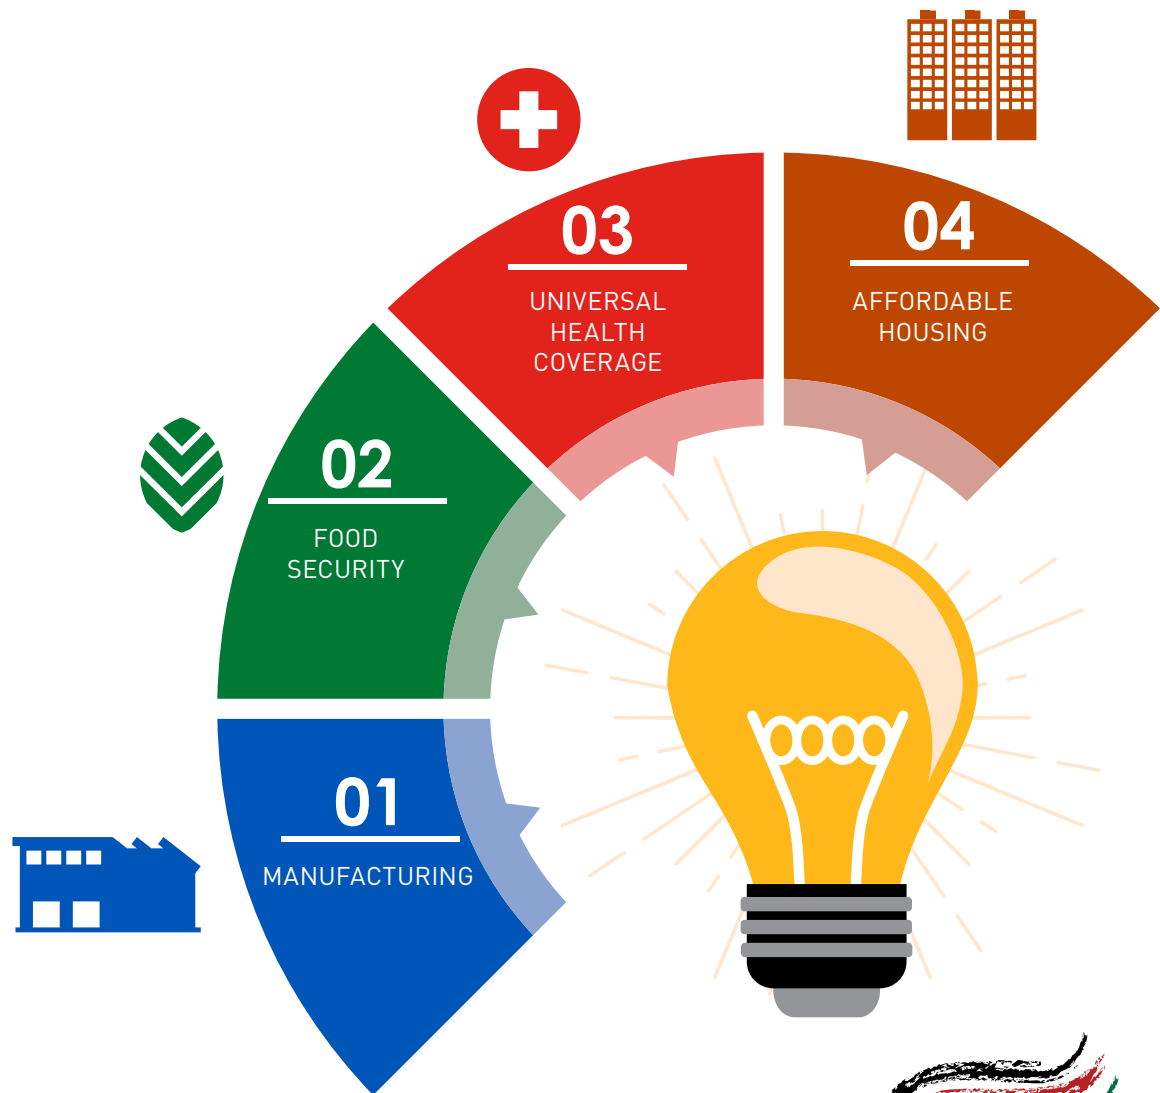 01
MANUFACTURING
02
FOOD
SECURITY
03
UNIVERSAL
HEALTH
COVERAGE
04
AFFORDABLE
HOUSING